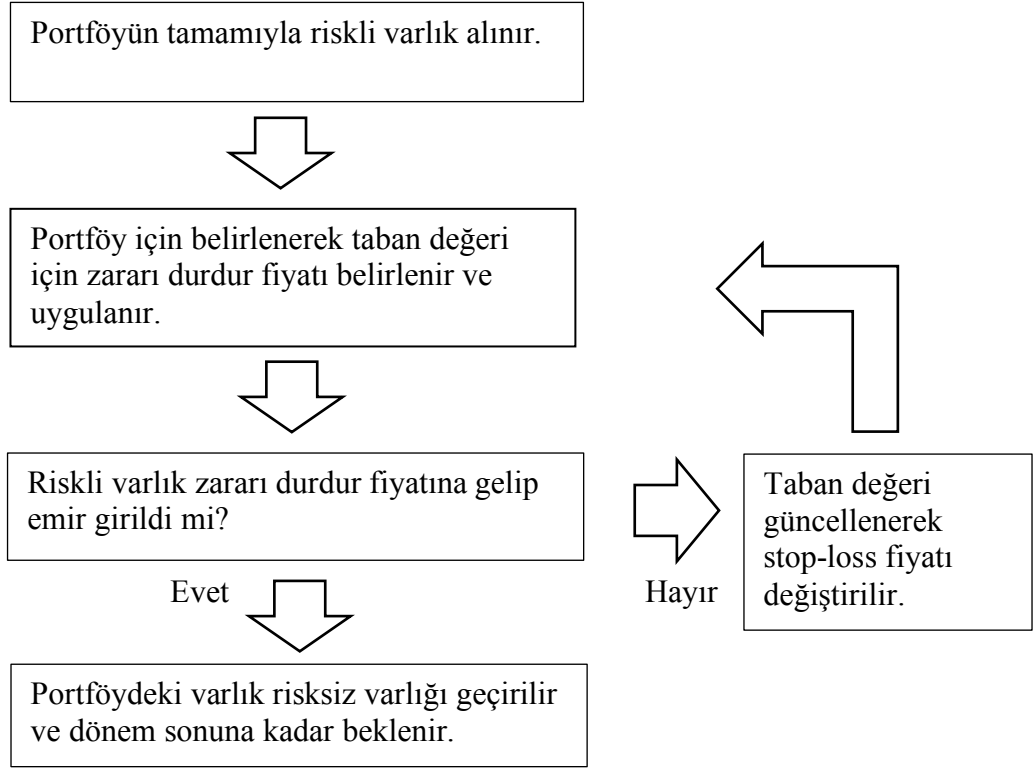 Portföyün tamamıyla riskli varlık alınır.
Portföy için belirlenerek taban değeri
için zararı durdur fiyatı belirlenir ve
uygulanır.
Riskli varlık zararı durdur fiyatına gelip
emir girildi mi?
Evet
Hayır
Taban değeri
güncellenerek
stop-loss fiyatı
değiştirilir.
Portföydeki varlık risksiz varlığı geçirilir
ve dönem sonuna kadar beklenir.